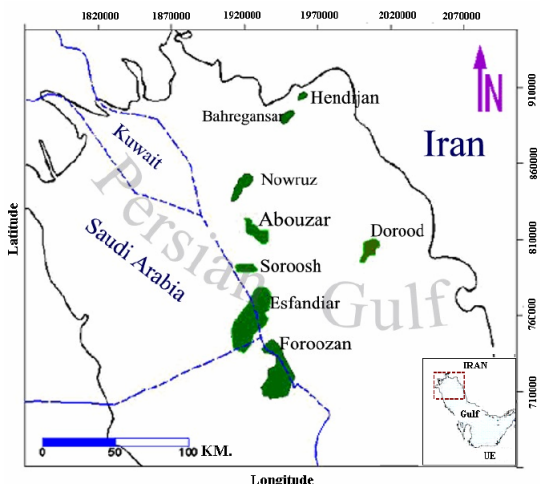 1820000 1870000 1920000 1970000 2020000 2070000
910000
860000
810000
760000
710000
Latitude
Longitude
N
Iran
Kuwait
Saudi Arabia
Persian Gulf
Hendijan
Bahregansar
Nowruz
Abouzar
Dorood
Soroosh
Esfandiar
Foroozan
0 50 100 KM.
IRAN
Gulf
UE